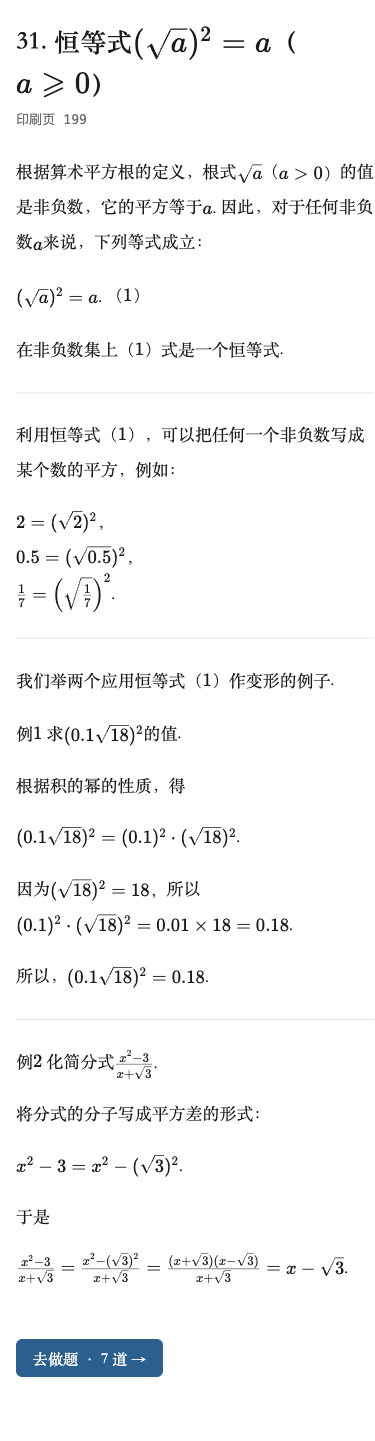 31. 恒等式(√a)² = a（
a ⩾ 0）
印刷页 199
根据算术平方根的定义，根式√a（a > 0）的值
是非负数，它的平方等于a. 因此，对于任何非负
数a来说，下列等式成立：
(√a)² = a.（1）
在非负数集上（1）式是一个恒等式.
利用恒等式（1），可以把任何一个非负数写成
某个数的平方，例如：
2 = (√2)²,
0.5 = (√0.5)²,
1/7 = (√(1/7))².
我们举两个应用恒等式（1）作变形的例子.
例1 求(0.1√18)²的值.
根据积的幂的性质，得
(0.1√18)² = (0.1)² · (√18)².
因为(√18)² = 18，所以
(0.1)² · (√18)² = 0.01 × 18 = 0.18.
所以，(0.1√18)² = 0.18.
例2 化简分式(x²−3)/(x+√3).
将分式的分子写成平方差的形式：
x² − 3 = x² − (√3)².
于是
(x²−3)/(x+√3) = (x²−(√3)²)/(x+√3) = ((x+√3)(x−√3))/(x+√3) = x − √3.
去做题 · 7 道 →